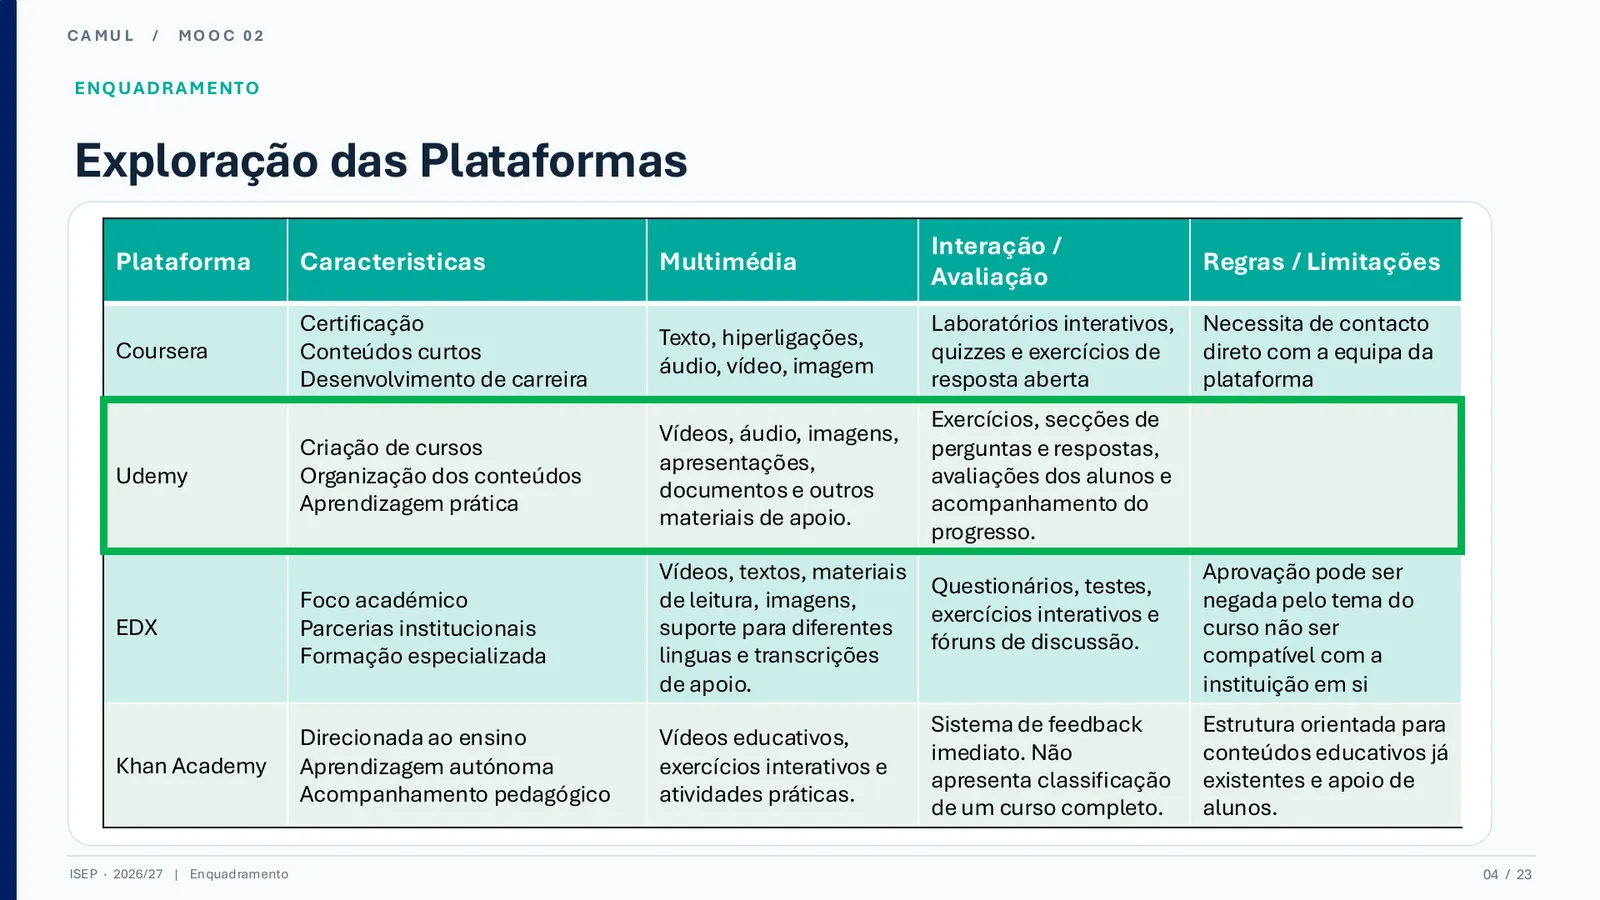 CAMUL / MOOC 02
ENQUADRAMENTO
Exploração das Plataformas
Plataforma
Caracteristicas
Multimédia
Interação /
Avaliação
Regras / Limitações
Coursera
Certificação
Conteúdos curtos
Desenvolvimento de carreira
Texto, hiperligações,
áudio, vídeo, imagem
Laboratórios interativos,
quizzes e exercícios de
resposta aberta
Necessita de contacto
direto com a equipa da
plataforma
Udemy
Criação de cursos
Organização dos conteúdos
Aprendizagem prática
Vídeos, áudio, imagens,
apresentações,
documentos e outros
materiais de apoio.
Exercícios, secções de
perguntas e respostas,
avaliações dos alunos e
acompanhamento do
progresso.
EDX
Foco académico
Parcerias institucionais
Formação especializada
Vídeos, textos, materiais
de leitura, imagens,
suporte para diferentes
linguas e transcrições
de apoio.
Questionários, testes,
exercícios interativos e
fóruns de discussão.
Aprovação pode ser
negada pelo tema do
curso não ser
compatível com a
instituição em si
Khan Academy
Direcionada ao ensino
Aprendizagem autónoma
Acompanhamento pedagógico
Vídeos educativos,
exercícios interativos e
atividades práticas.
Sistema de feedback
imediato. Não
apresenta classificação
de um curso completo.
Estrutura orientada para
conteúdos educativos já
existentes e apoio de
alunos.
ISEP · 2026/27 | Enquadramento
04 / 23